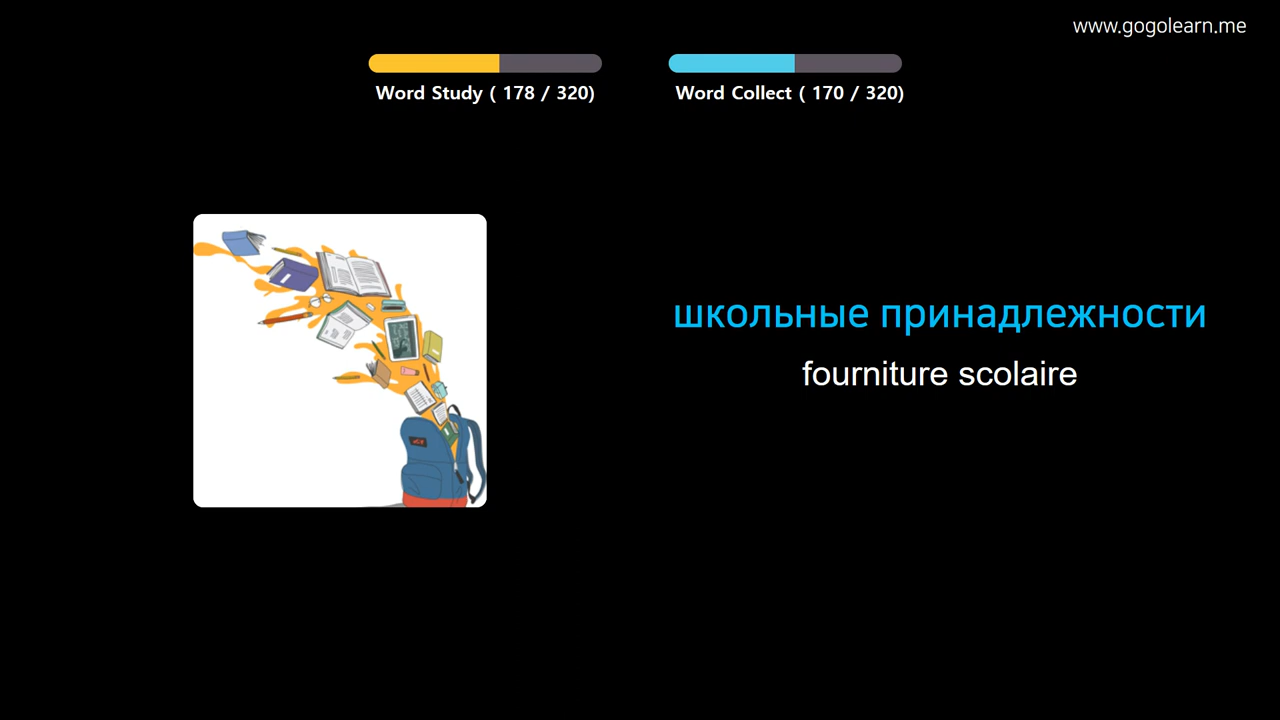 www.gogolearn.me
Word Study ( 178 / 320)
Word Collect ( 170 / 320)
школьные принадлежности
fourniture scolaire